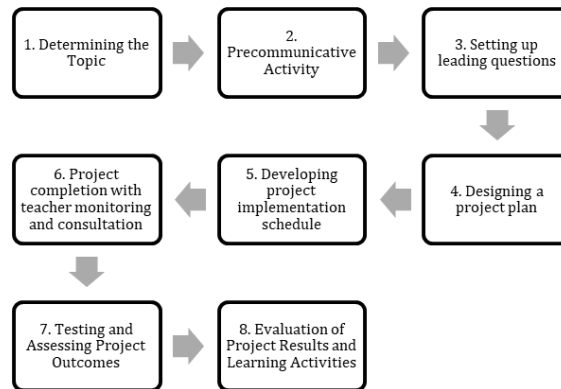 1. Determining the
Topic
2.
Precommunicative
Activity
3. Setting up
leading questions
4. Designing a
project plan
5. Developing
project
implementation
schedule
6. Project
completion with
teacher monitoring
and consultation
7. Testing and
Assessing Project
Outcomes
8. Evaluation of
Project Results and
Learning Activities